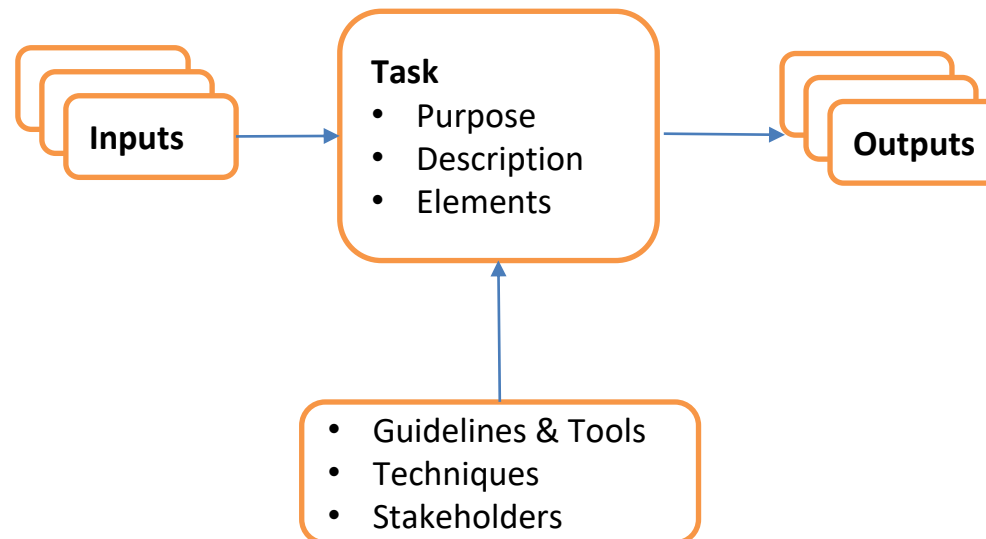 Inputs
Task
• Purpose
• Description
• Elements
Outputs
• Guidelines & Tools
• Techniques
• Stakeholders